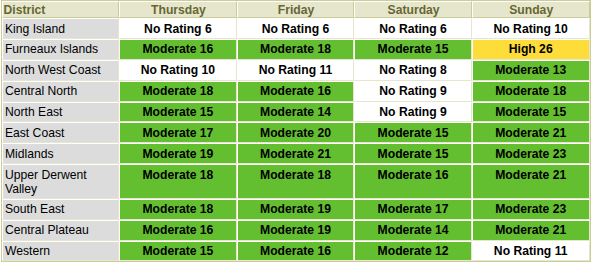 District Thursday Friday Saturday Sunday
King Island No Rating 6 No Rating 6 No Rating 6 No Rating 10
Furneaux Islands Moderate 16 Moderate 18 Moderate 15 High 26
North West Coast No Rating 10 No Rating 11 No Rating 8 Moderate 13
Central North Moderate 18 Moderate 16 No Rating 9 Moderate 18
North East Moderate 15 Moderate 14 No Rating 9 Moderate 15
East Coast Moderate 17 Moderate 20 Moderate 15 Moderate 21
Midlands Moderate 19 Moderate 21 Moderate 15 Moderate 23
Upper Derwent Moderate 18 Moderate 18 Moderate 16 Moderate 21
Valley
South East Moderate 18 Moderate 19 Moderate 17 Moderate 23
Central Plateau Moderate 16 Moderate 19 Moderate 14 Moderate 21
Western Moderate 15 Moderate 16 Moderate 12 No Rating 11